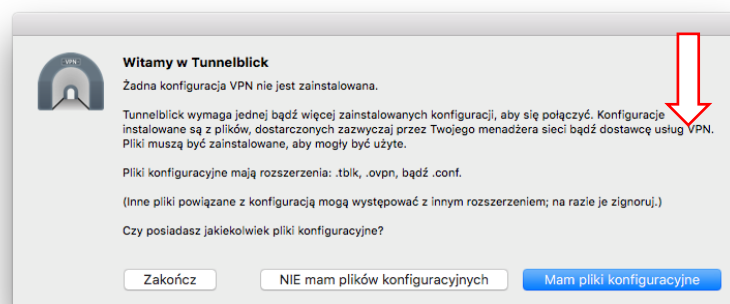 VPN
Witamy w Tunnelblick
Żadna konfiguracja VPN nie jest zainstalowana.
Tunnelblick wymaga jednej bądź więcej zainstalowanych konfiguracji, aby się połączyć. Konfiguracje
instalowane są z plików, dostarczonych zazwyczaj przez Twojego menadżera sieci bądź dostawcę usług VPN.
Pliki muszą być zainstalowane, aby mogły być użyte.
Pliki konfiguracyjne mają rozszerzenia: .tblk, .ovpn, bądź .conf.
(Inne pliki powiązane z konfiguracją mogą występować z innym rozszerzeniem; na razie je zignoruj.)
Czy posiadasz jakiekolwiek pliki konfiguracyjne?
Zakończ
NIE mam plików konfiguracyjnych
Mam pliki konfiguracyjne